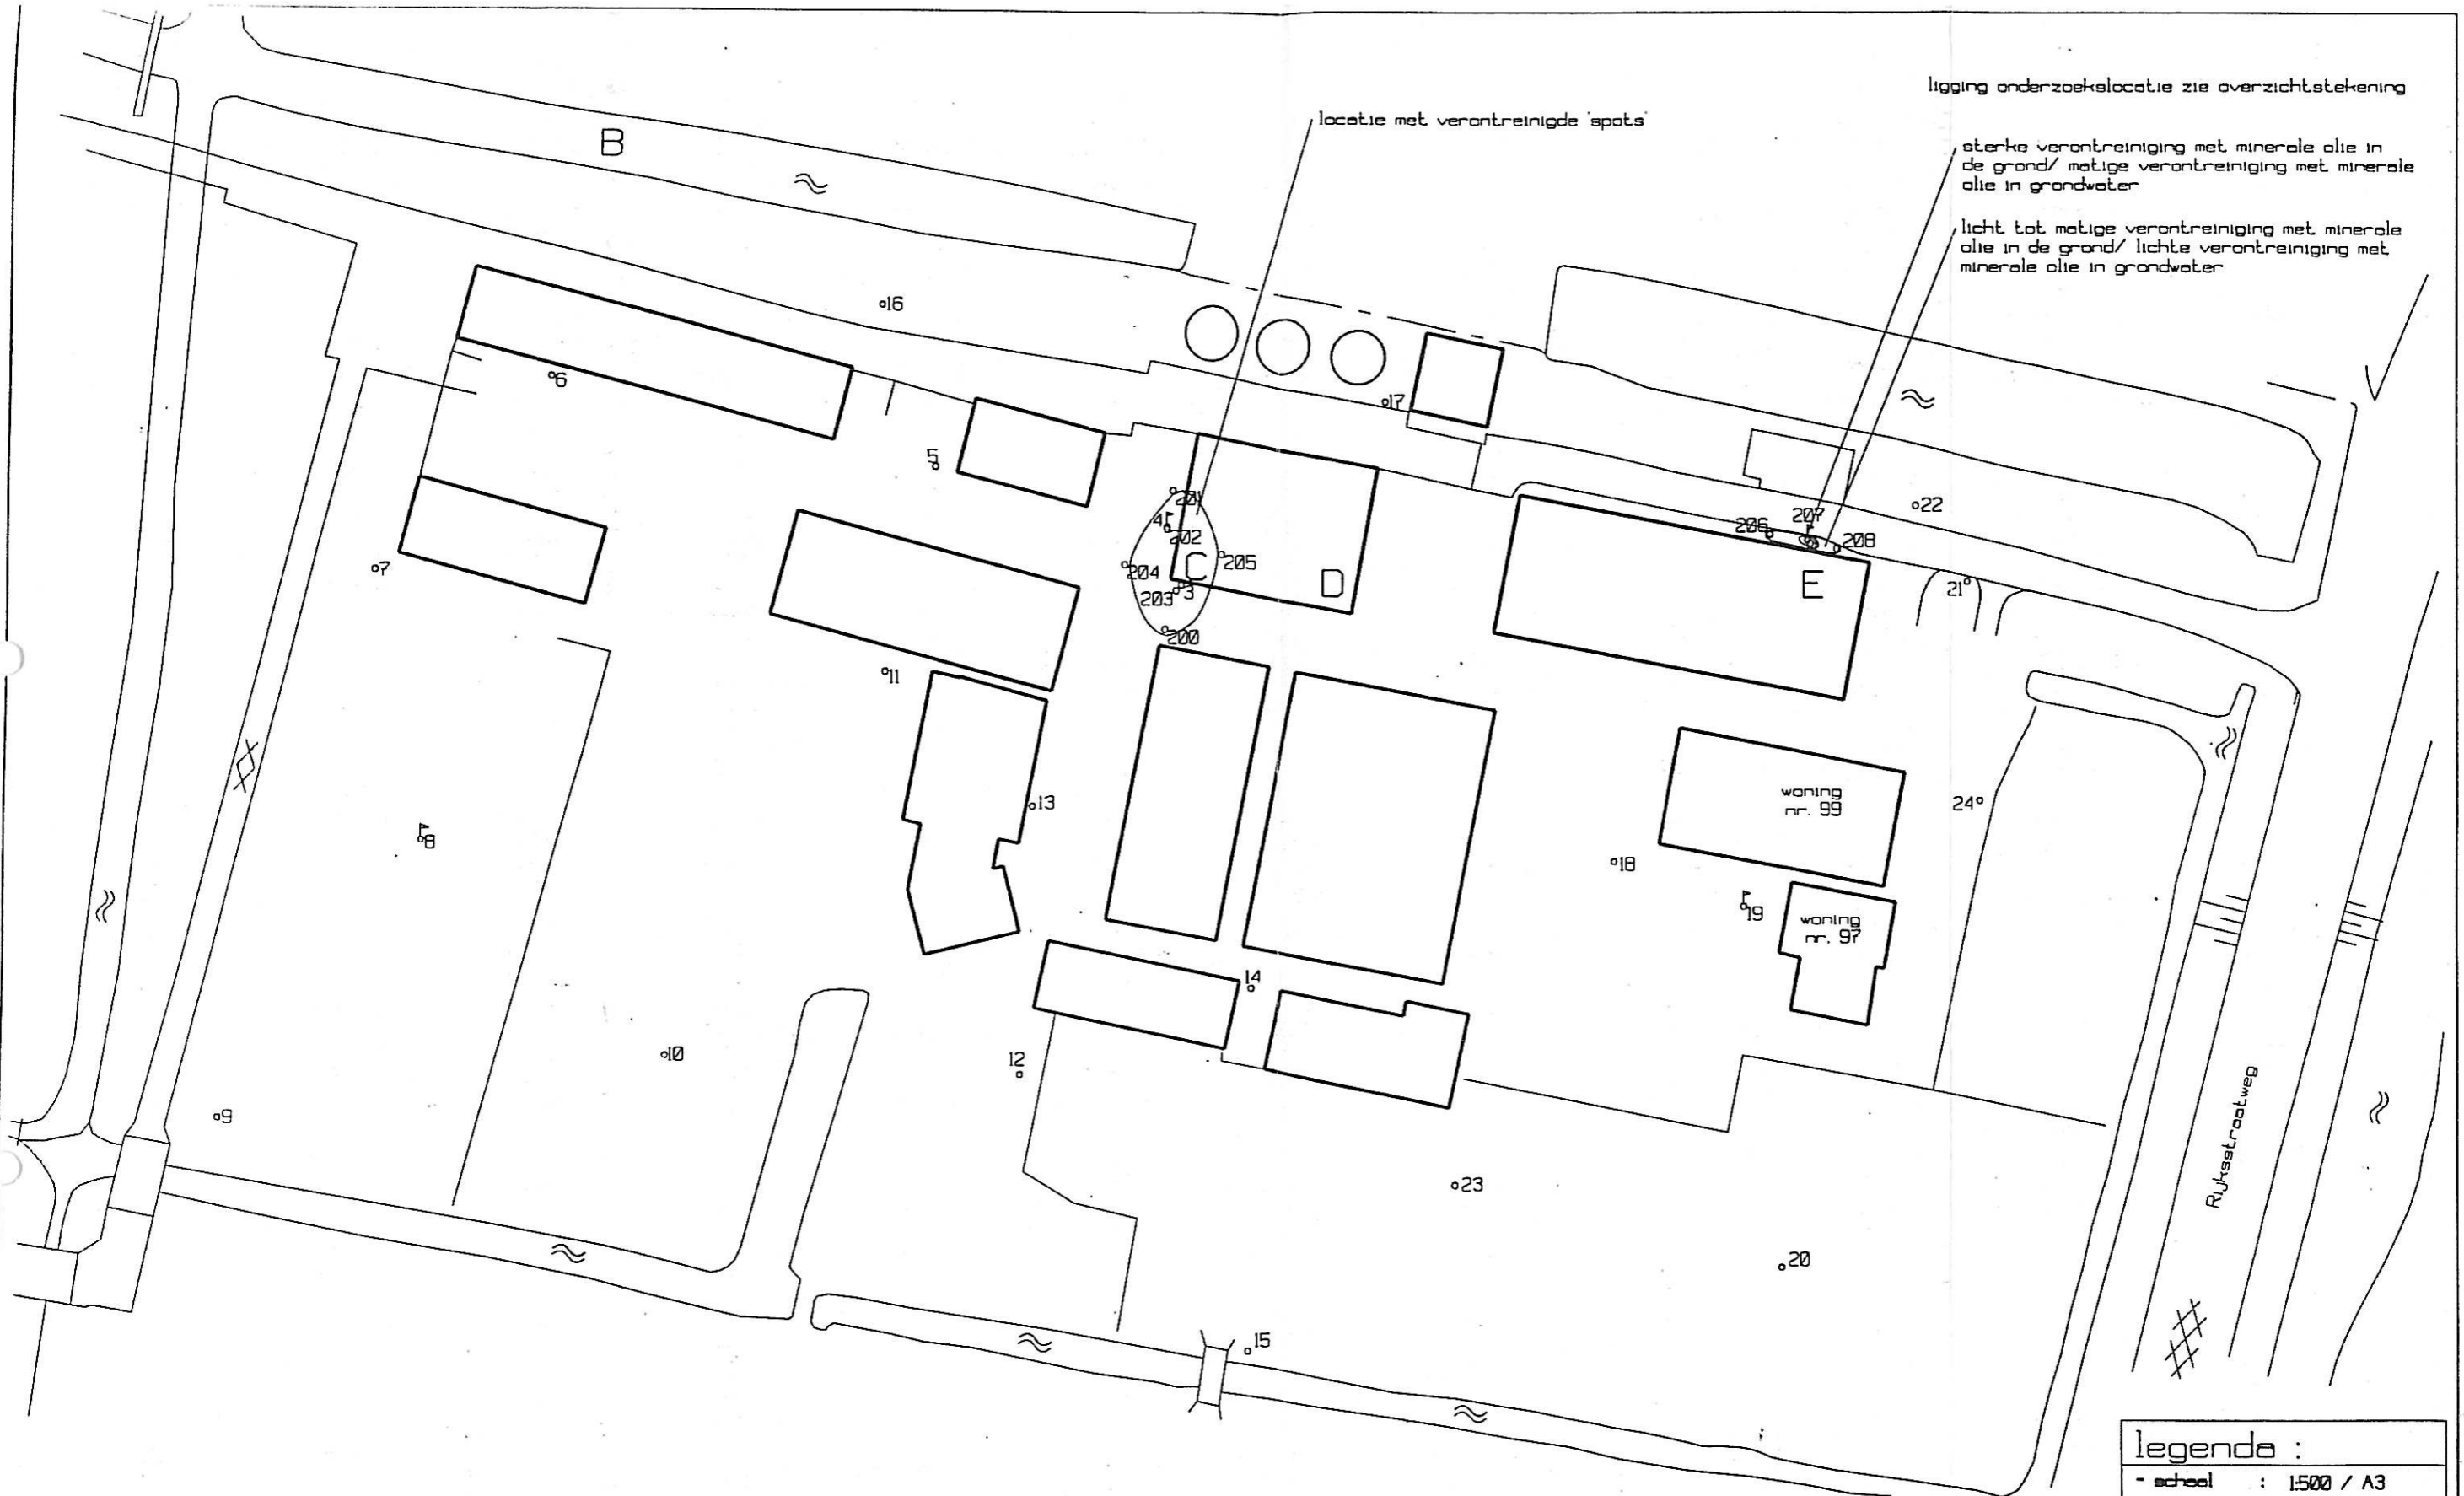 ligging onderzoekslocatie zie overzichtstekening
locatie met verontreinigde 'spots'
sterke verontreiniging met minerale olie in
de grond/ matige verontreiniging met minerale
olie in grondwater
licht tot matige verontreiniging met minerale
olie in de grond/ lichte verontreiniging met
minerale olie in grondwater
B
16
6
17
5
201
4
202
22
206
207
208
7
204
C
205
D
E
203
3
21
200
11
woning
nr. 99
13
24
8
18
19
woning
nr. 97
14
10
12
9
Rijksstraatweg
23
20
15
legenda :
- schaal : 1:500 / A3